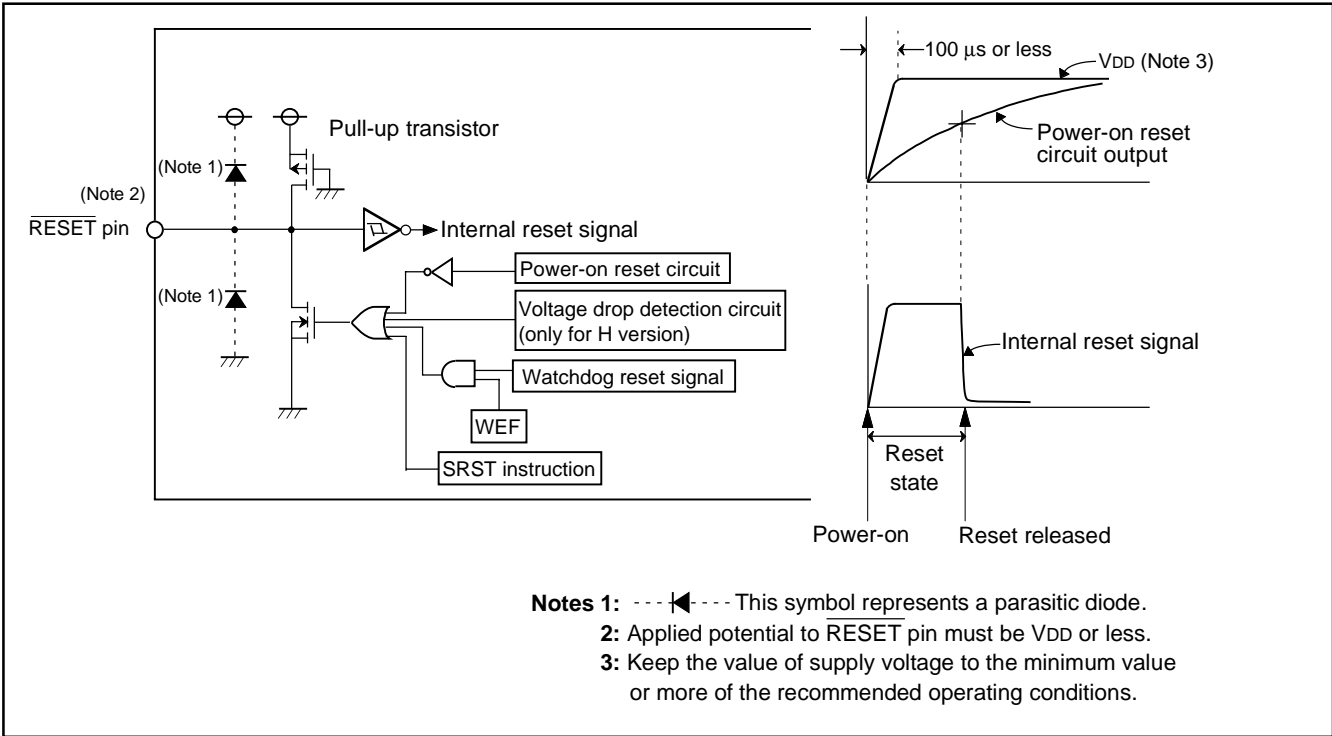 Pull-up transistor
(Note 1)
(Note 2)
RESET pin
Internal reset signal
Power-on reset circuit
(Note 1)
Voltage drop detection circuit
(only for H version)
Watchdog reset signal
WEF
SRST instruction
100 µs or less
VDD (Note 3)
Power-on reset
circuit output
Internal reset signal
Reset
state
Power-on
Reset released
Notes 1: This symbol represents a parasitic diode.
2: Applied potential to RESET pin must be VDD or less.
3: Keep the value of supply voltage to the minimum value
or more of the recommended operating conditions.